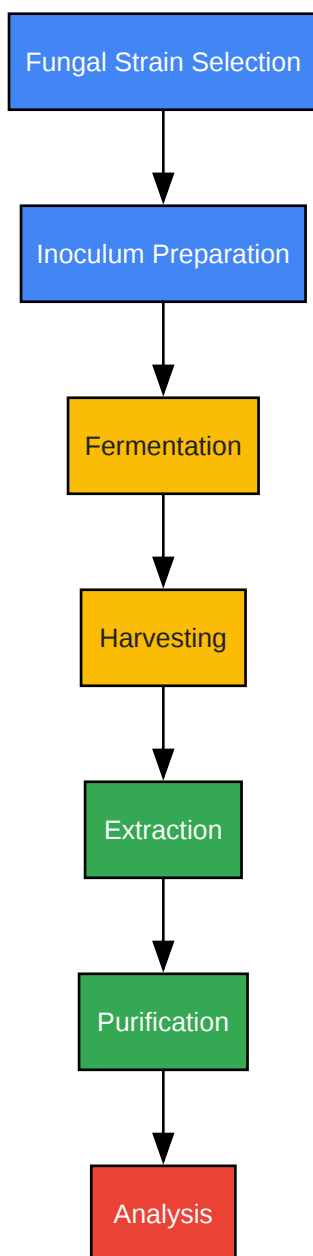 Fungal Strain Selection
Inoculum Preparation
Fermentation
Harvesting
Extraction
Purification
Analysis